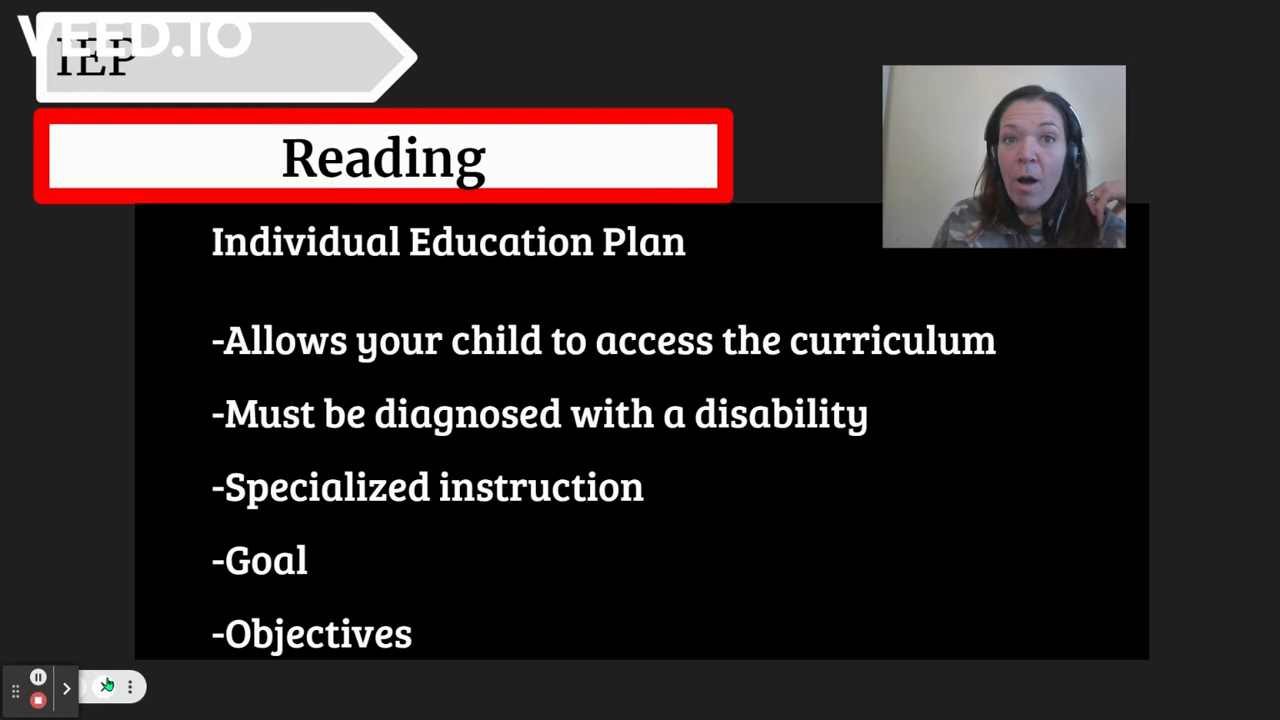 VEED.IO
IEP
Reading
Individual Education Plan
-Allows your child to access the curriculum
-Must be diagnosed with a disability
-Specialized instruction
-Goal
-Objectives